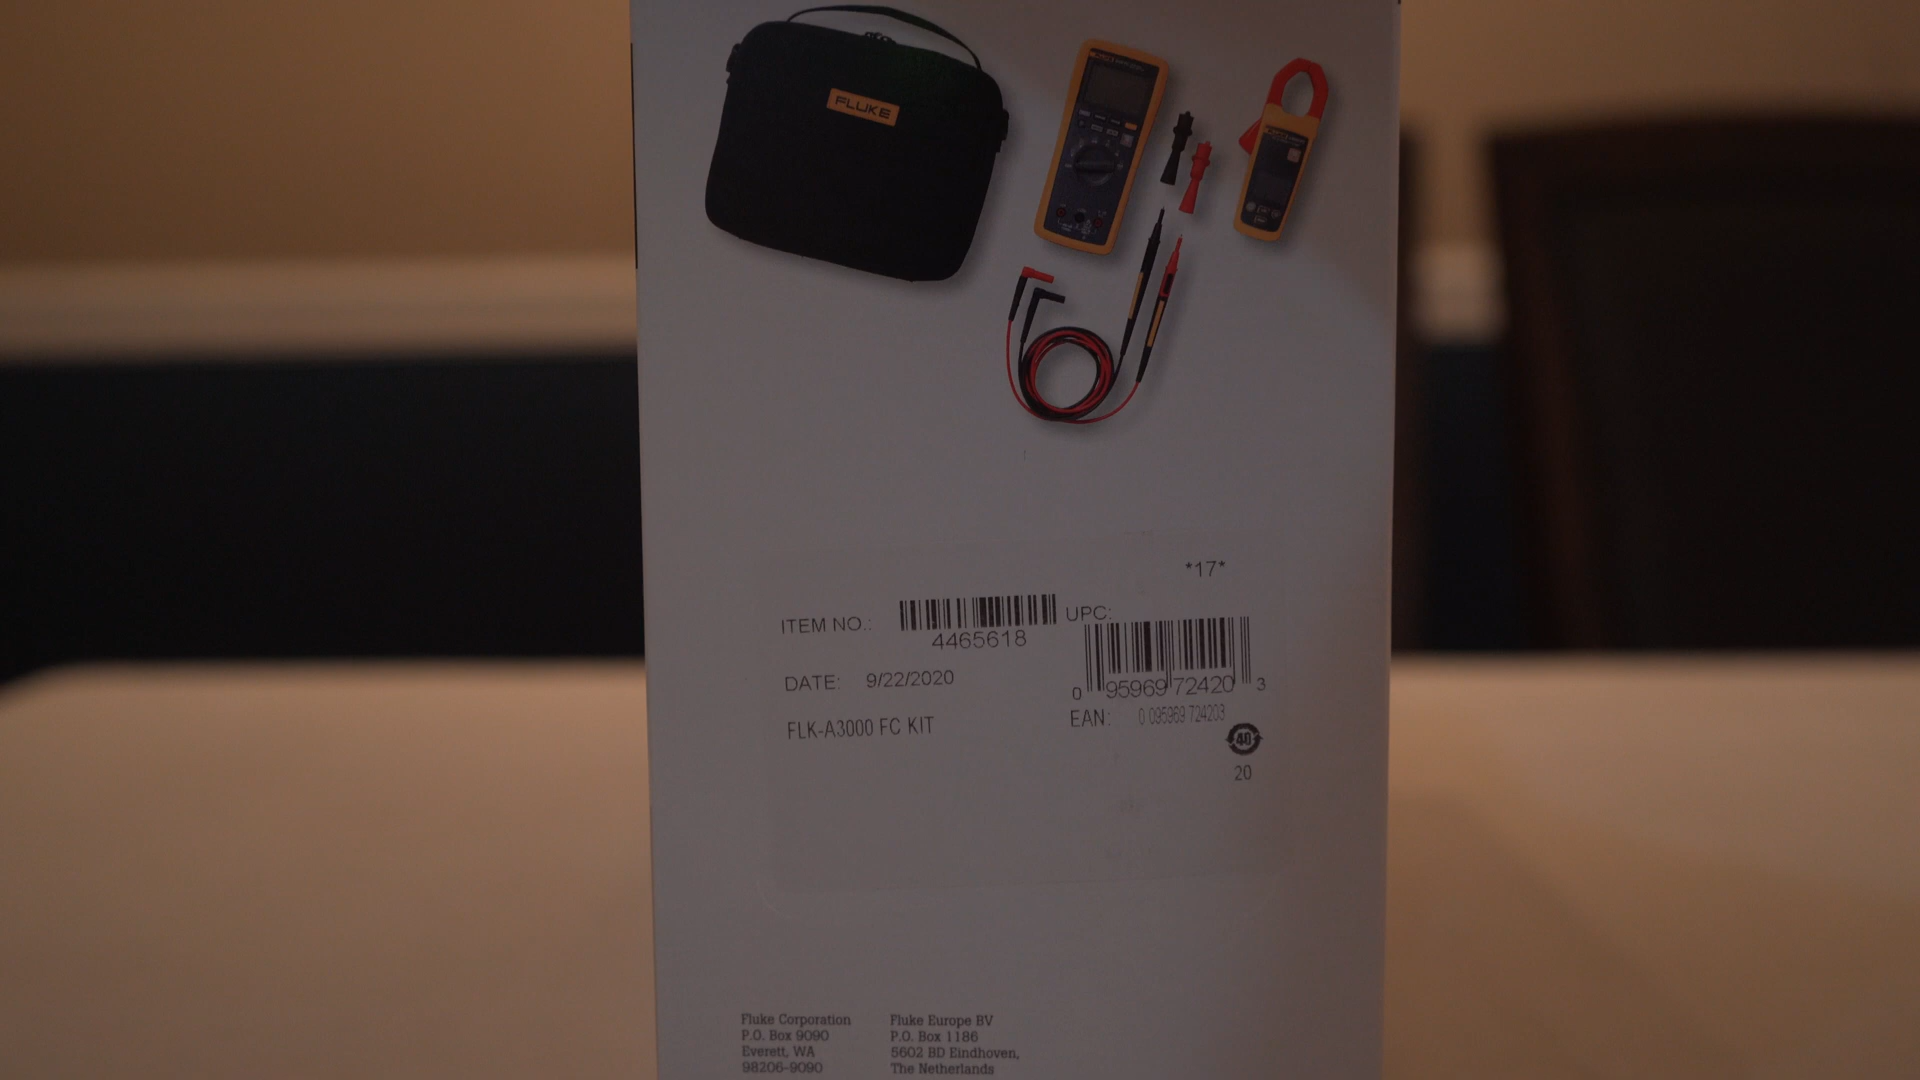 FLUKE
*17*
ITEM NO.:
4465618
UPC:
0 95969 72420 3
DATE: 9/22/2020
EAN: 0 095969 724203
FLK-A3000 FC KIT
40
20
Fluke Corporation
P.O. Box 9090
Everett, WA
98206-9090
Fluke Europe BV
P.O. Box 1186
5602 BD Eindhoven,
The Netherlands